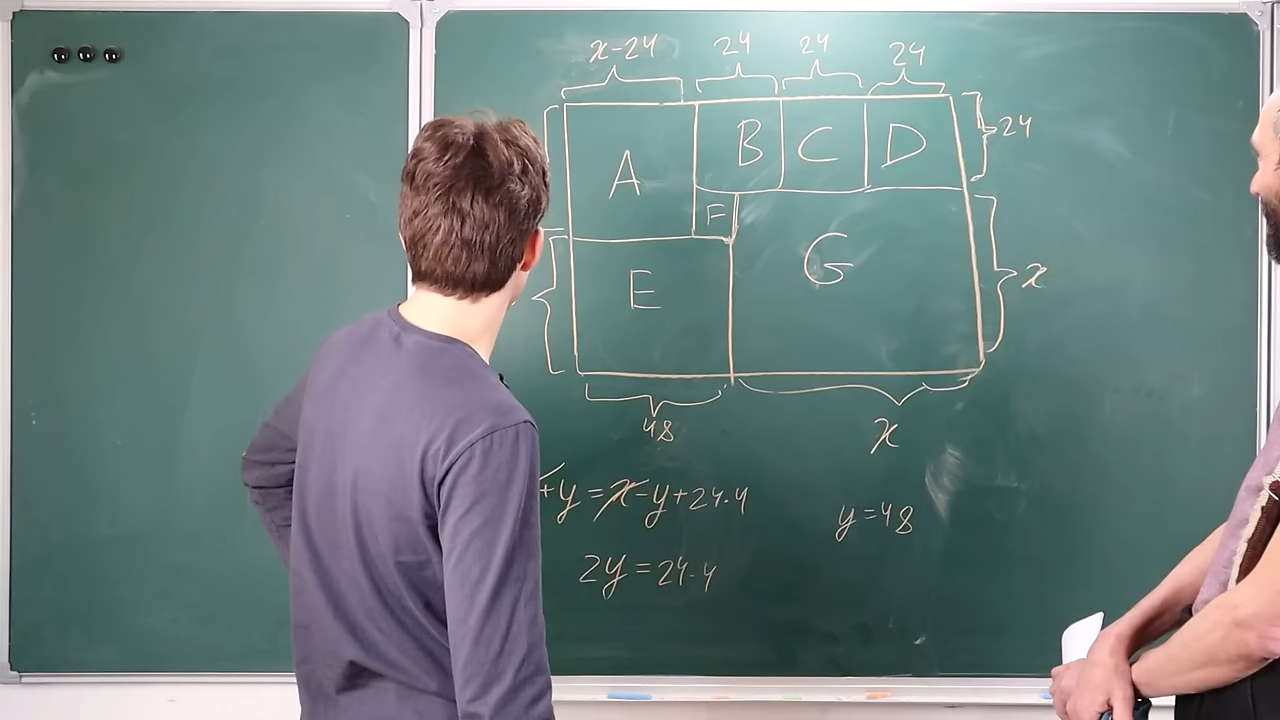 x-24 24 24 24
A B C D 24
F
E G x
48 x
+y=x-y+24·4 y=48
2y=24·4